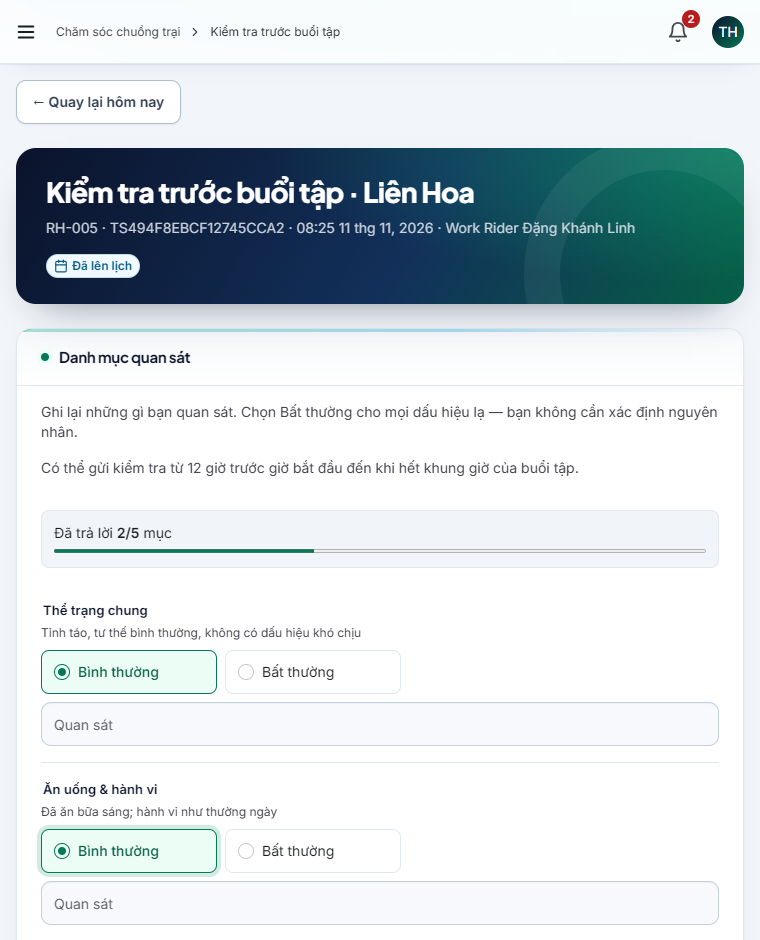 Chăm sóc chuồng trại > Kiểm tra trước buổi tập
2
TH
← Quay lại hôm nay
Kiểm tra trước buổi tập · Liên Hoa
RH-005 · TS494F8EBCF12745CCA2 · 08:25 11 thg 11, 2026 · Work Rider Đặng Khánh Linh
Đã lên lịch
Danh mục quan sát
Ghi lại những gì bạn quan sát. Chọn Bất thường cho mọi dấu hiệu lạ — bạn không cần xác định nguyên
nhân.
Có thể gửi kiểm tra từ 12 giờ trước giờ bắt đầu đến khi hết khung giờ của buổi tập.
Đã trả lời 2/5 mục
Thể trạng chung
Tỉnh táo, tư thế bình thường, không có dấu hiệu khó chịu
Bình thường
Bất thường
Quan sát
Ăn uống & hành vi
Đã ăn bữa sáng; hành vi như thường ngày
Bình thường
Bất thường
Quan sát